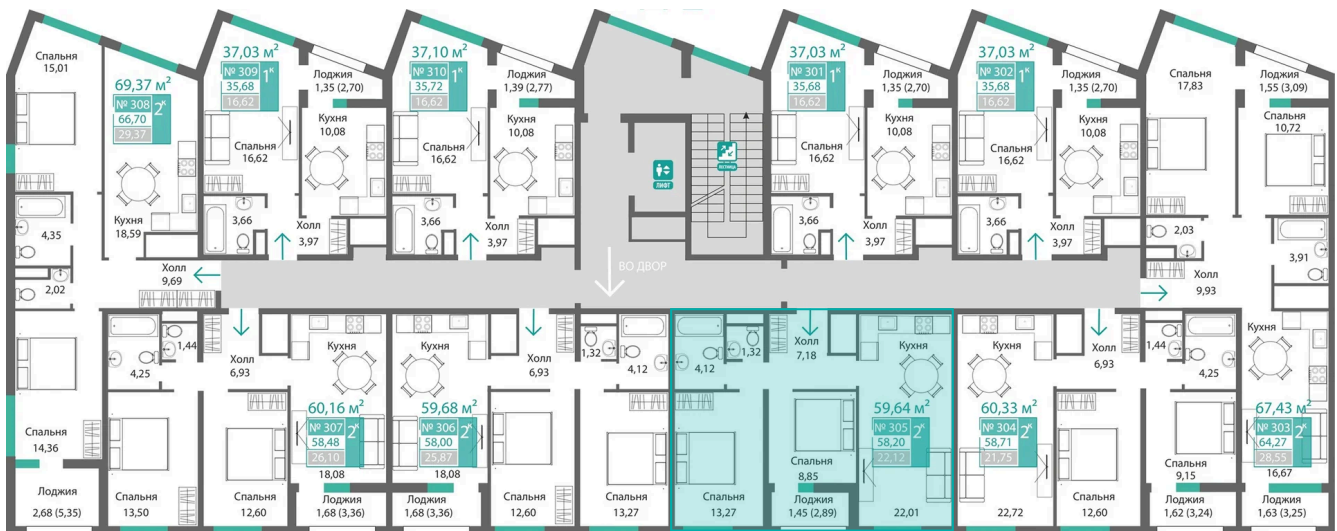 Спальня
15,01
69,37 м²
№ 308
66,70
29,37
2к
Кухня
18,59
4,35
2,02
Холл
9,69
37,03 м²
№ 309
35,68
16,62
1к
Лоджия
1,35 (2,70)
Кухня
10,08
Спальня
16,62
3,66
Холл
3,97
37,10 м²
№ 310
35,72
16,62
1к
Лоджия
1,39 (2,77)
Кухня
10,08
Спальня
16,62
3,66
Холл
3,97
ЛИФТ
ЛЕСТНИЦА
ВО ДВОР
37,03 м²
№ 301
35,68
16,62
1к
Лоджия
1,35 (2,70)
Кухня
10,08
Спальня
16,62
3,66
Холл
3,97
37,03 м²
№ 302
35,68
16,62
1к
Лоджия
1,35 (2,70)
Кухня
10,08
Спальня
16,62
3,66
Холл
3,97
Спальня
17,83
Лоджия
1,55 (3,09)
Спальня
10,72
2,03
3,91
Холл
9,93
Спальня
14,36
Лоджия
2,68 (5,35)
1,44
4,25
Холл
6,93
Кухня
60,16 м²
№ 307
58,48
26,10
2к
18,08
Спальня
13,50
Спальня
12,60
Лоджия
1,68 (3,36)
Кухня
Холл
6,93
1,32
4,12
59,68 м²
№ 306
58,00
25,87
2к
18,08
Лоджия
1,68 (3,36)
Спальня
12,60
Спальня
13,27
4,12
1,32
Холл
7,18
Кухня
59,64 м²
№ 305
58,20
22,12
2к
Спальня
13,27
Спальня
8,85
Лоджия
1,45 (2,89)
22,01
Кухня
Холл
6,93
1,44
4,25
60,33 м²
№ 304
58,71
21,75
2к
22,72
Спальня
12,60
Спальня
9,15
Лоджия
1,62 (3,24)
Кухня
67,43 м²
№ 303
64,27
28,55
2к
16,67
Лоджия
1,63 (3,25)